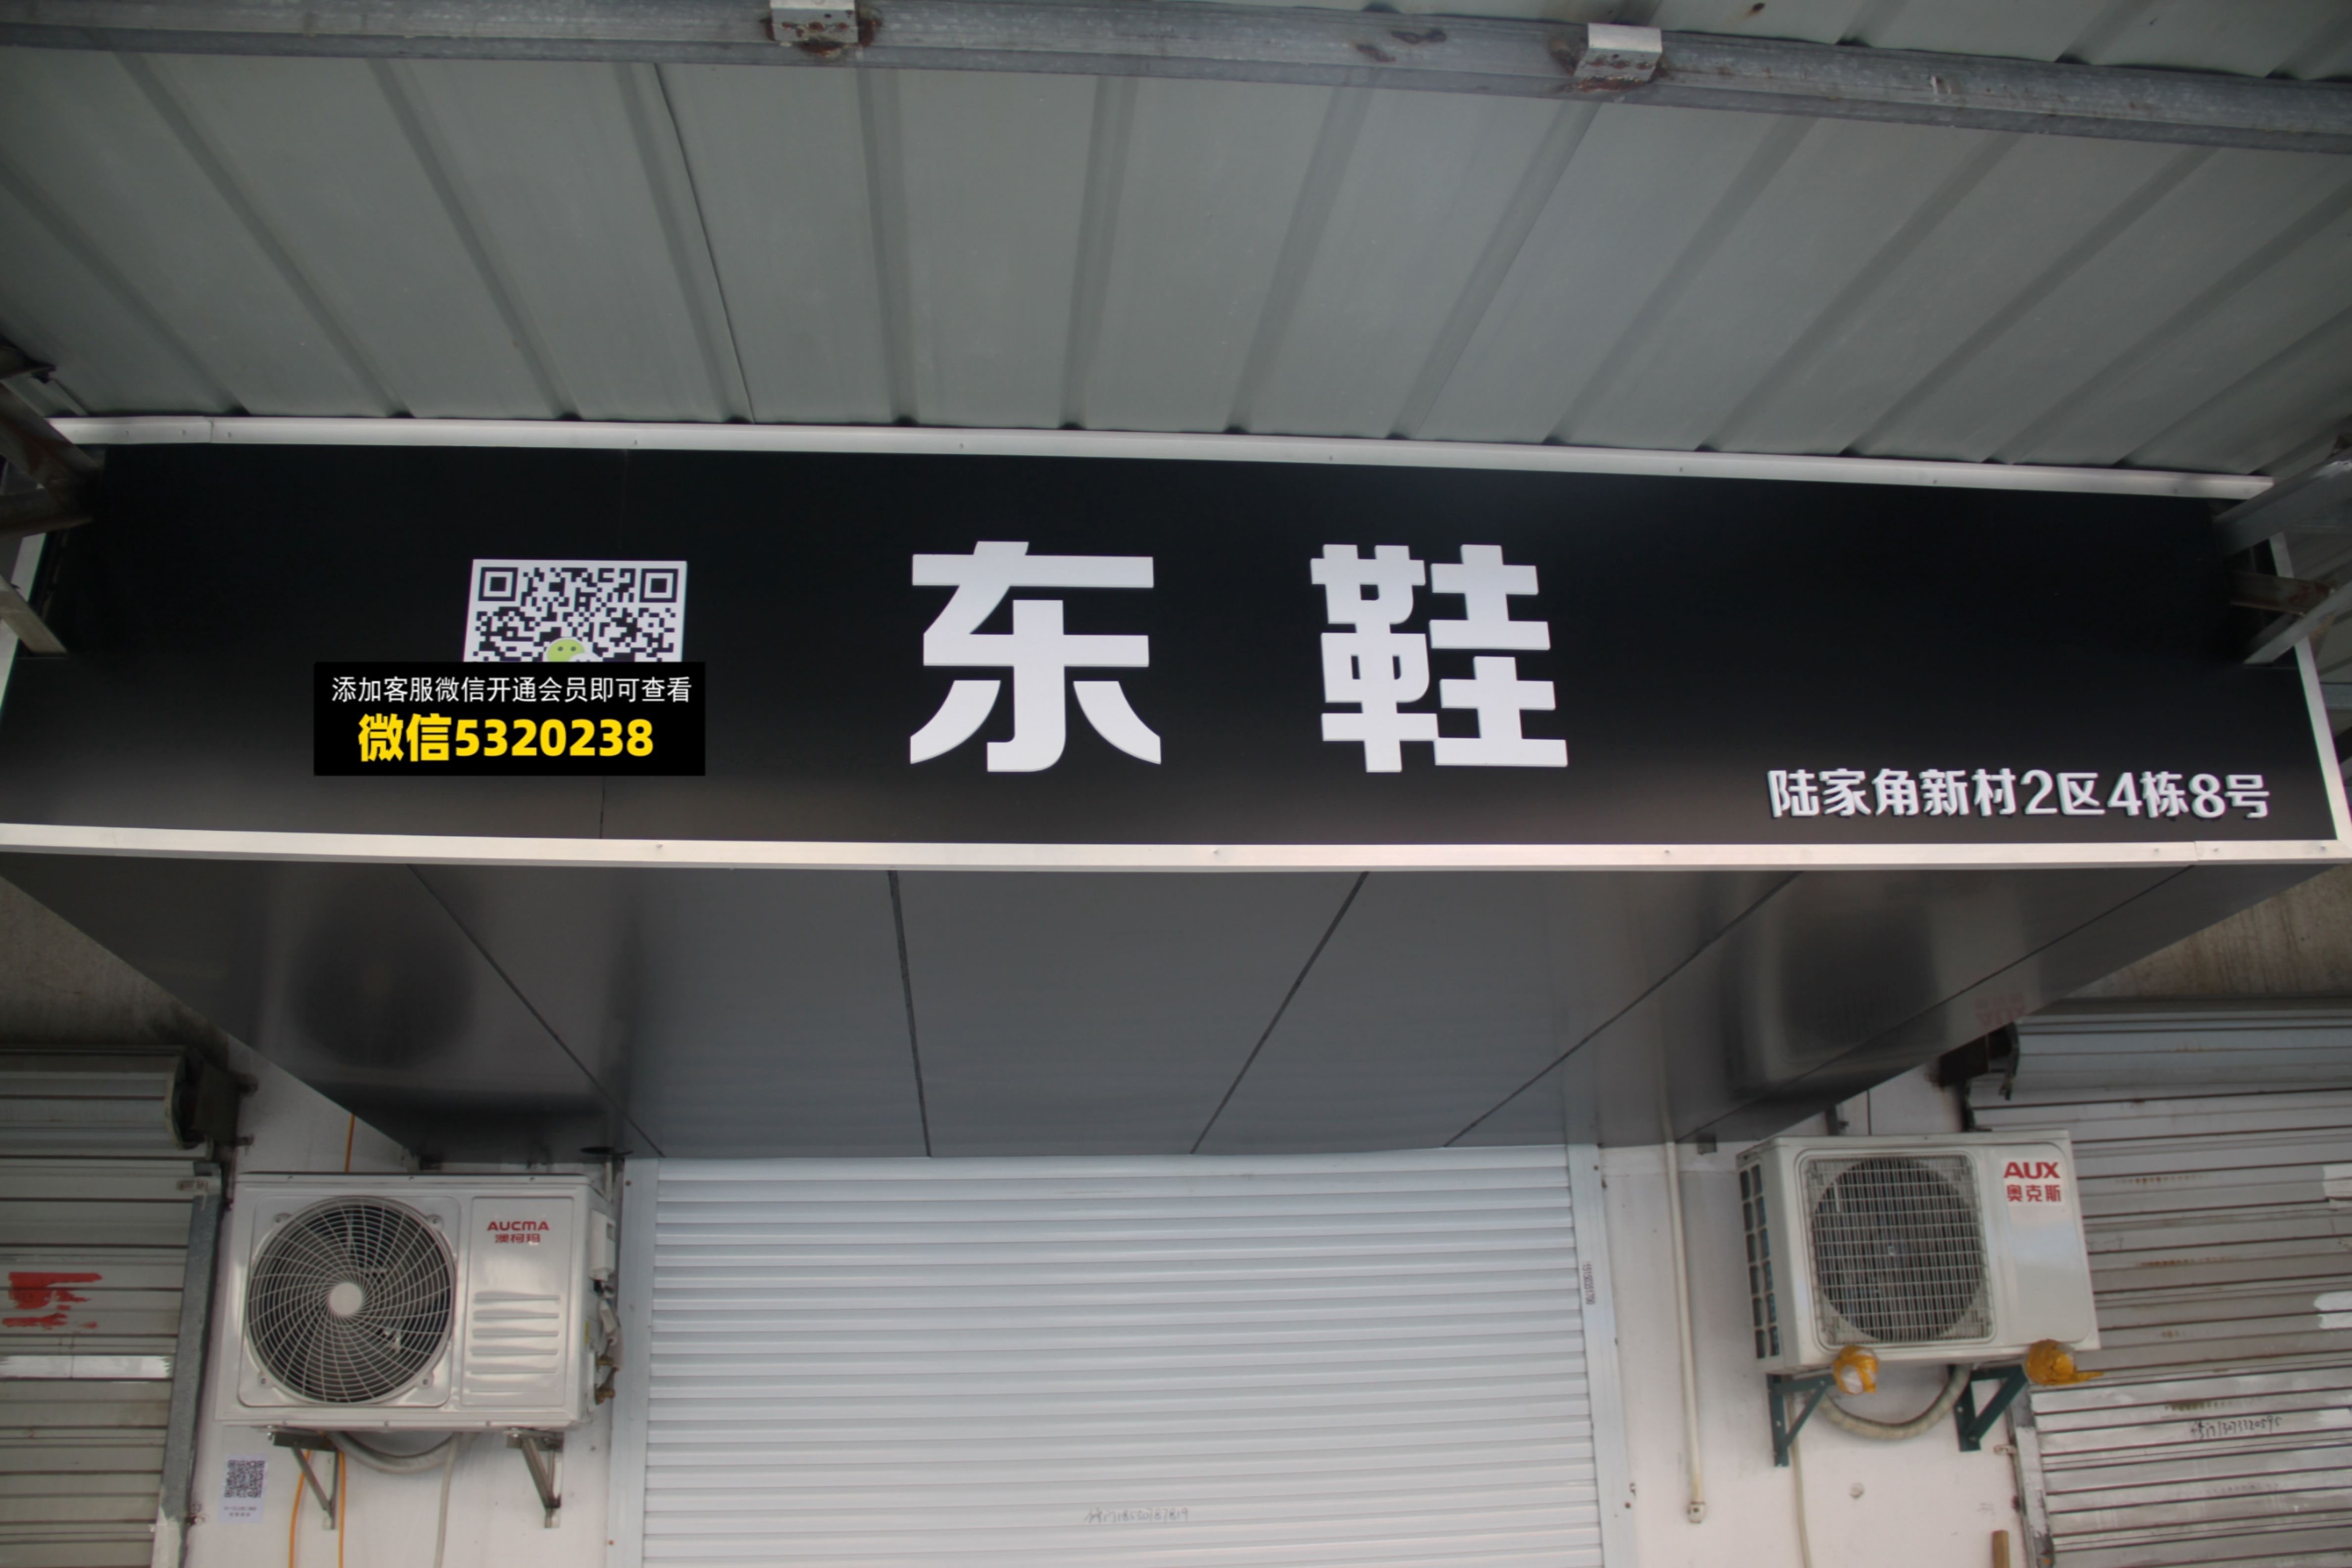 东鞋
添加客服微信开通会员即可查看
微信5320238
陆家角新村2区4栋8号
AUX
奥克斯
AUCMA
澳柯玛